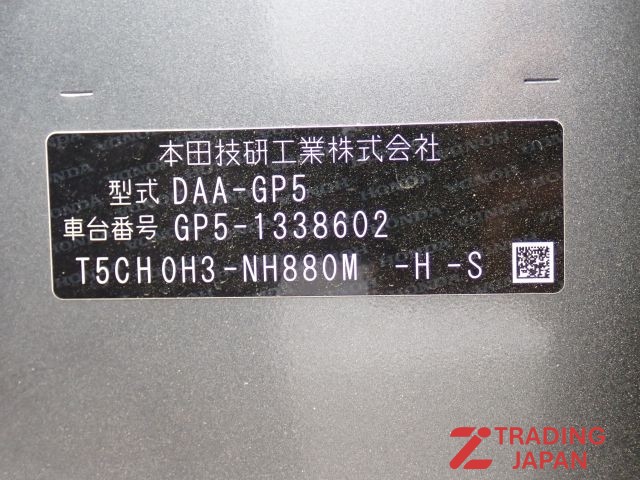 本田技研工業株式会社
型式 DAA-GP5
車台番号 GP5-1338602
T5CH0H3-NH880M -H -S
TRADING
JAPAN